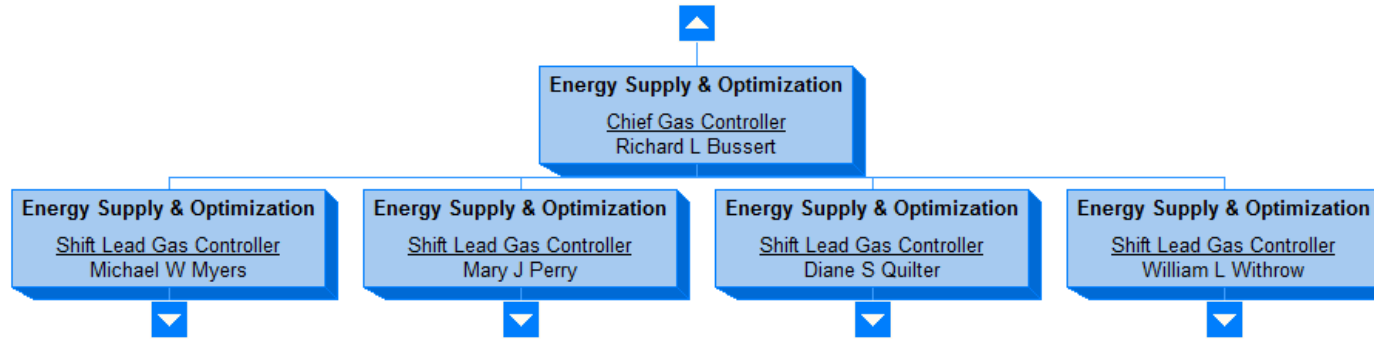 Energy Supply & Optimization
Chief Gas Controller
Richard L Bussert
Energy Supply & Optimization
Shift Lead Gas Controller
Michael W Myers
Energy Supply & Optimization
Shift Lead Gas Controller
Mary J Perry
Energy Supply & Optimization
Shift Lead Gas Controller
Diane S Quilter
Energy Supply & Optimization
Shift Lead Gas Controller
William L Withrow